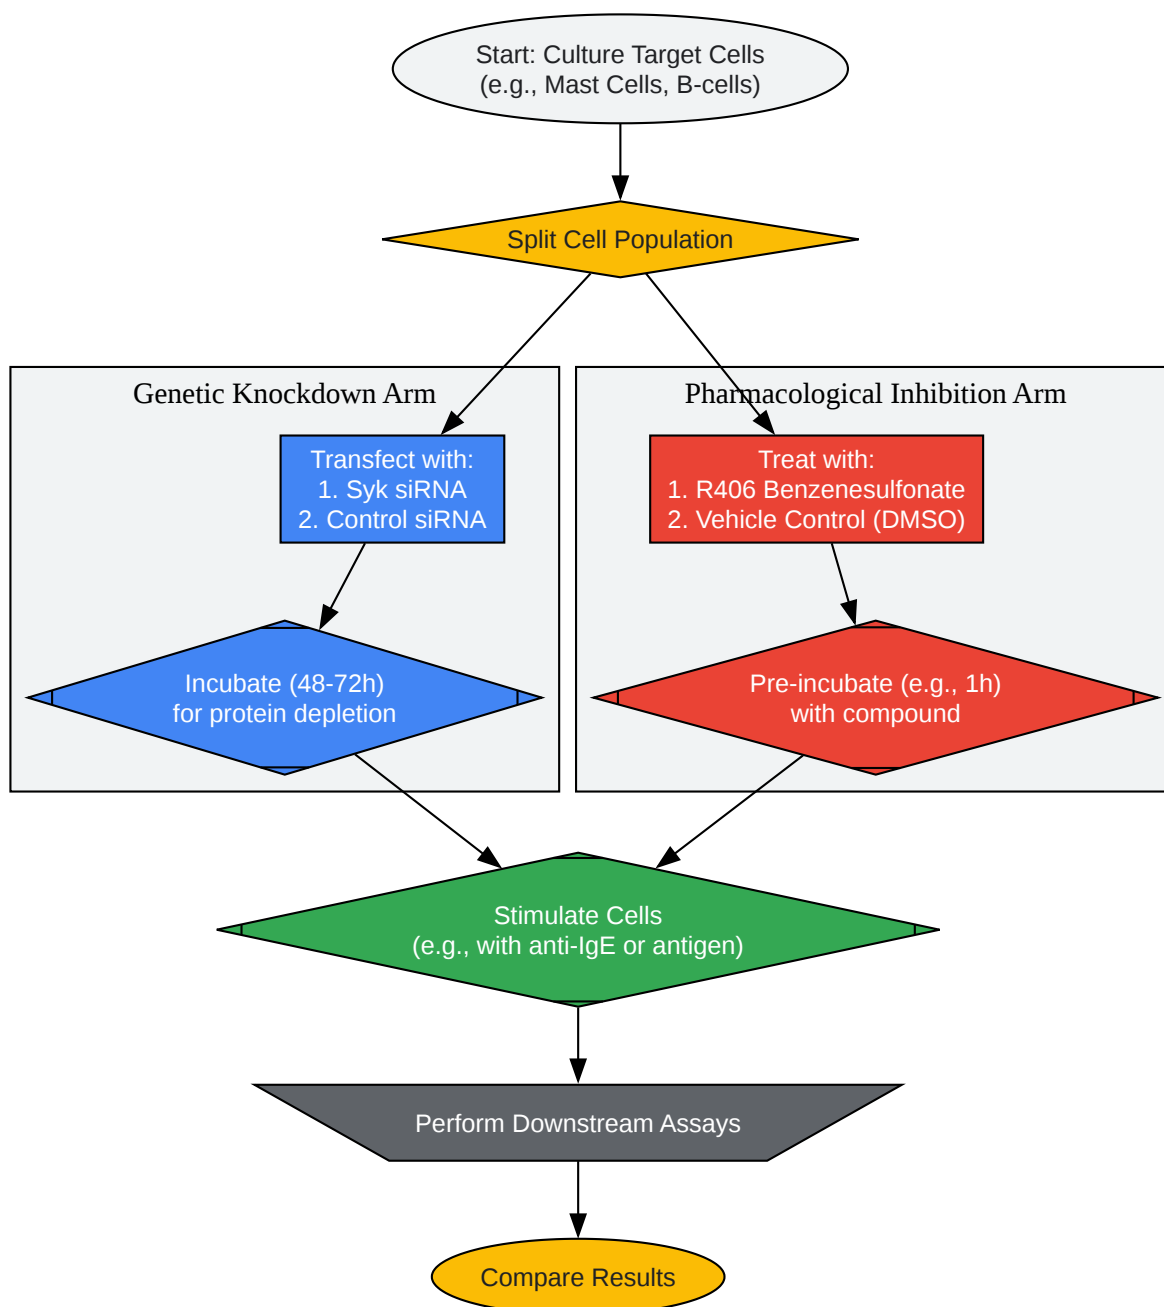 Start: Culture Target Cells
(e.g., Mast Cells, B-cells)
Split Cell Population
Genetic Knockdown Arm
Transfect with:
1. Syk siRNA
2. Control siRNA
Incubate (48-72h)
for protein depletion
Pharmacological Inhibition Arm
Treat with:
1. R406 Benzenesulfonate
2. Vehicle Control (DMSO)
Pre-incubate (e.g., 1h)
with compound
Stimulate Cells
(e.g., with anti-IgE or antigen)
Perform Downstream Assays
Compare Results